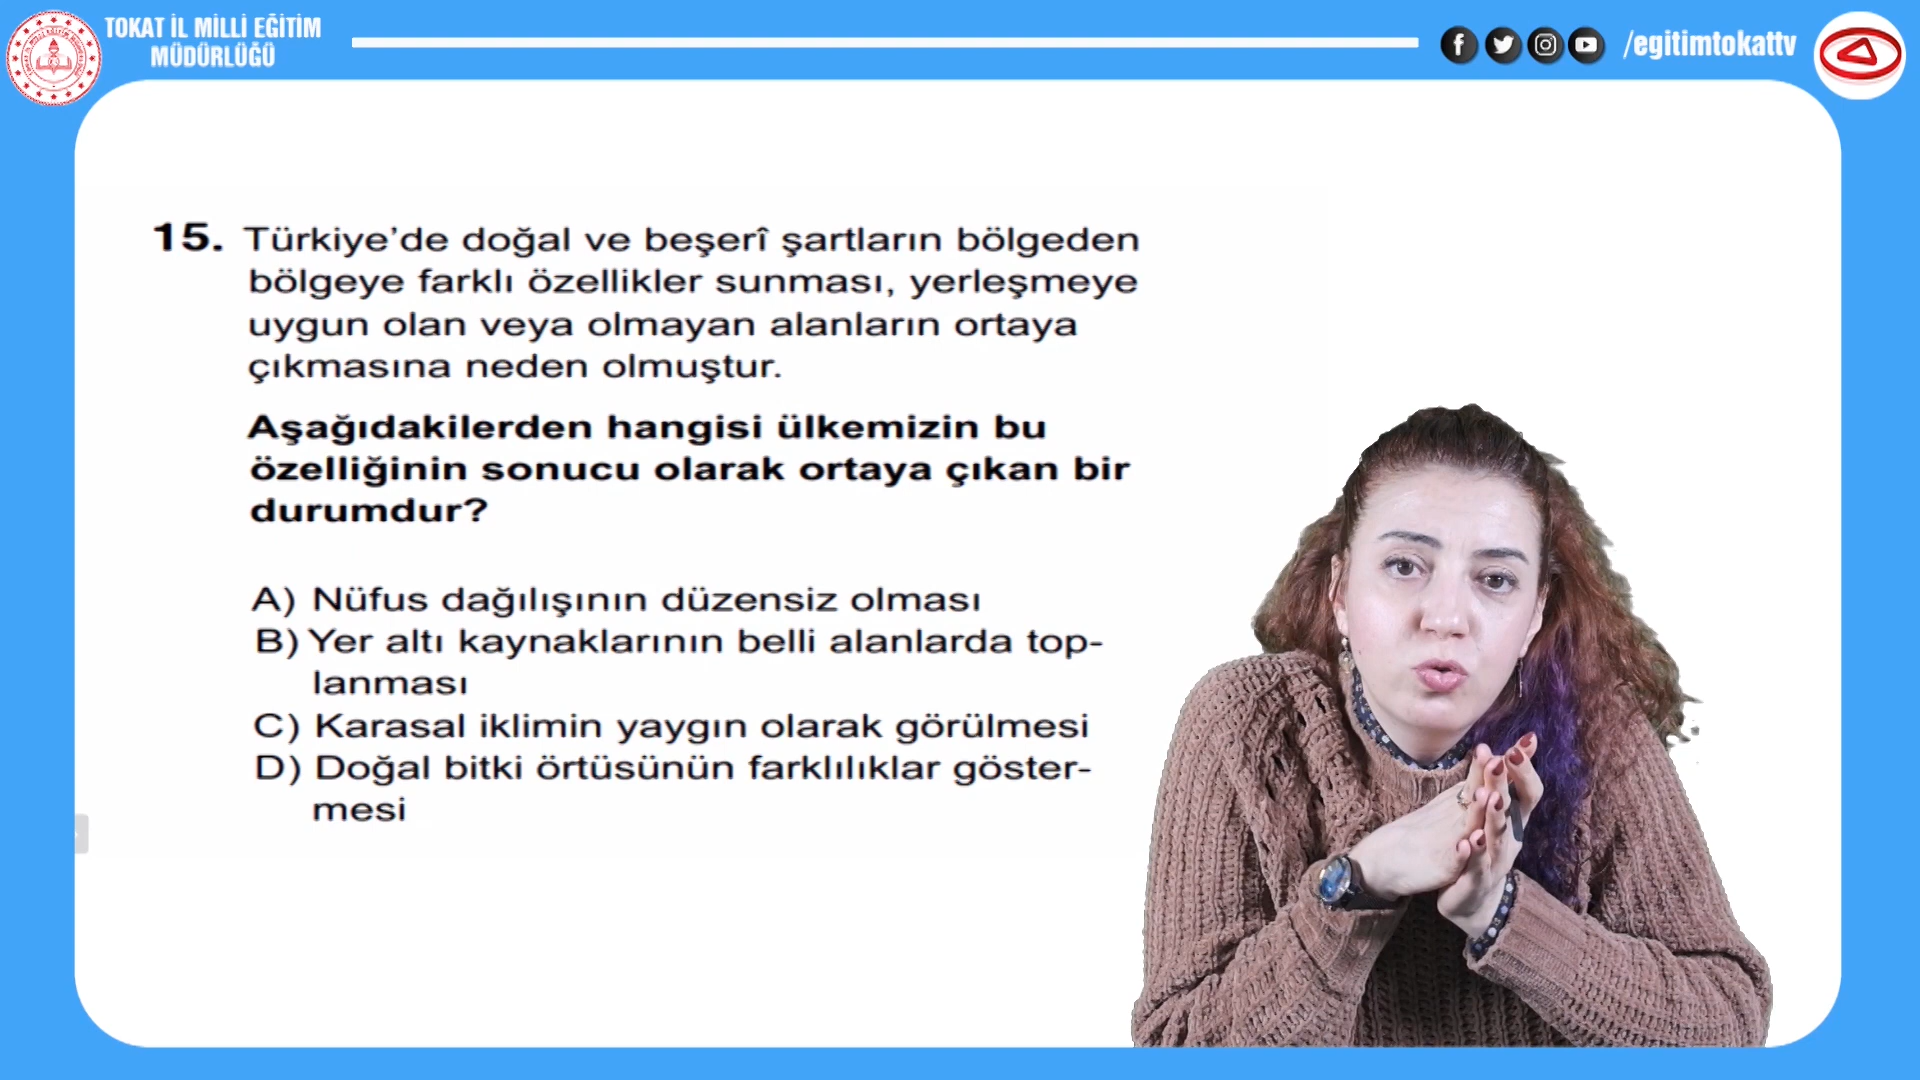 TOKAT İL MİLLİ EĞİTİM
MÜDÜRLÜĞÜ
/egitimtokattv
15. Türkiye’de doğal ve beşerî şartların bölgeden
bölgeye farklı özellikler sunması, yerleşmeye
uygun olan veya olmayan alanların ortaya
çıkmasına neden olmuştur.
Aşağıdakilerden hangisi ülkemizin bu
özelliğinin sonucu olarak ortaya çıkan bir
durumdur?
A) Nüfus dağılışının düzensiz olması
B) Yer altı kaynaklarının belli alanlarda top-
lanması
C) Karasal iklimin yaygın olarak görülmesi
D) Doğal bitki örtüsünün farklılıklar göster-
mesi